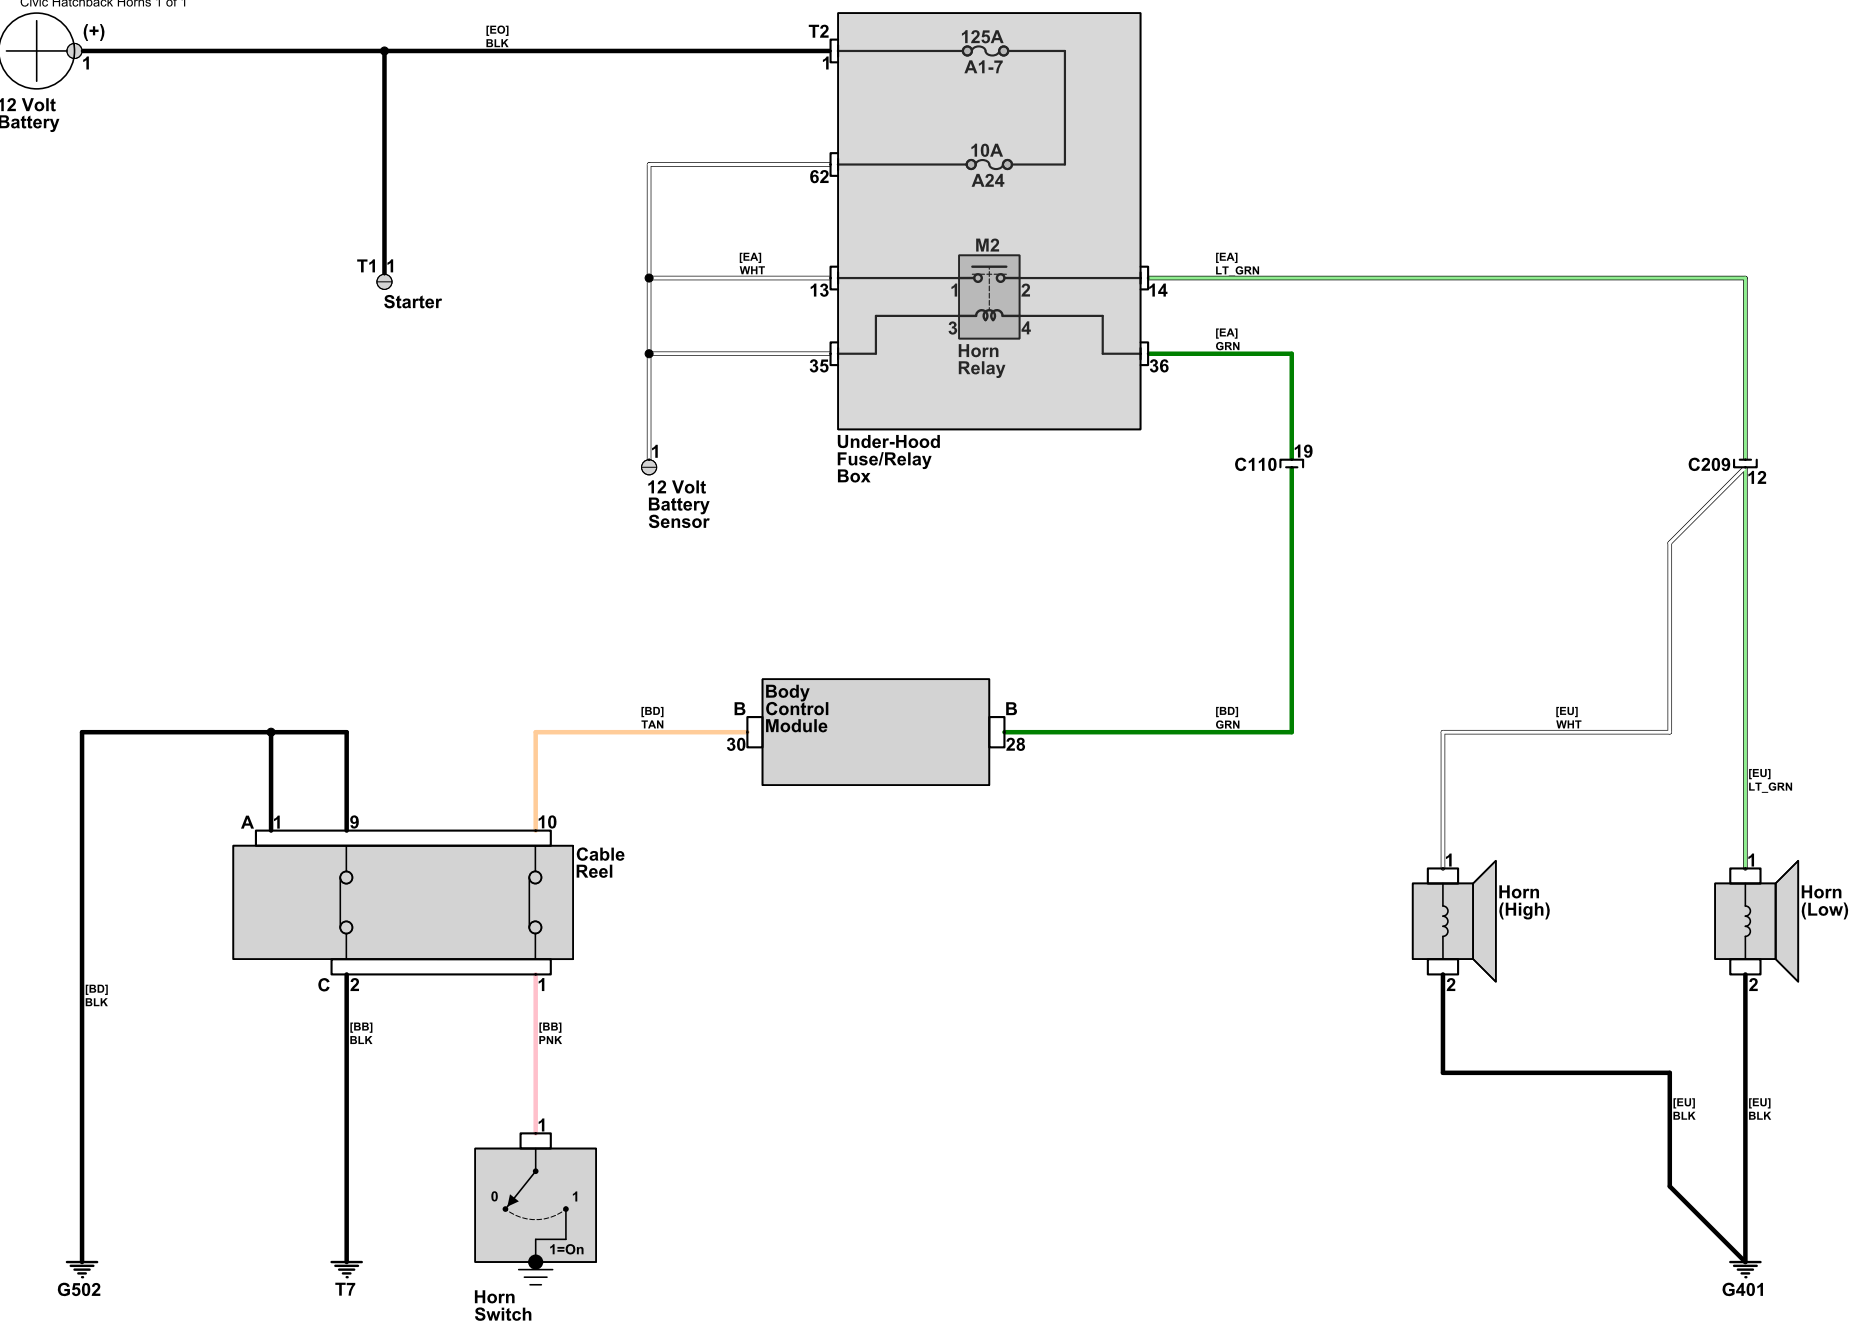 Civic Hatchback Horns 1 of 1
(+)
1
12 Volt
Battery
[EO]
BLK
T2
1
125A
A1-7
10A
A24
62
T1 1
Starter
[EA]
WHT
13
M2
1 2
3 4
Horn
Relay
14
[EA]
LT_GRN
35
36
[EA]
GRN
Under-Hood
Fuse/Relay
Box
1
12 Volt
Battery
Sensor
19
C110
C209
12
Body
Control
Module
B
30
B
28
[BD]
TAN
[BD]
GRN
[EU]
WHT
[EU]
LT_GRN
A 1 9 10
Cable
Reel
C 2 1
[BD]
BLK
[BB]
BLK
[BB]
PNK
1
Horn
(High)
2
1
Horn
(Low)
2
[EU]
BLK
[EU]
BLK
1
0 1
1=On
Horn
Switch
G502
T7
G401